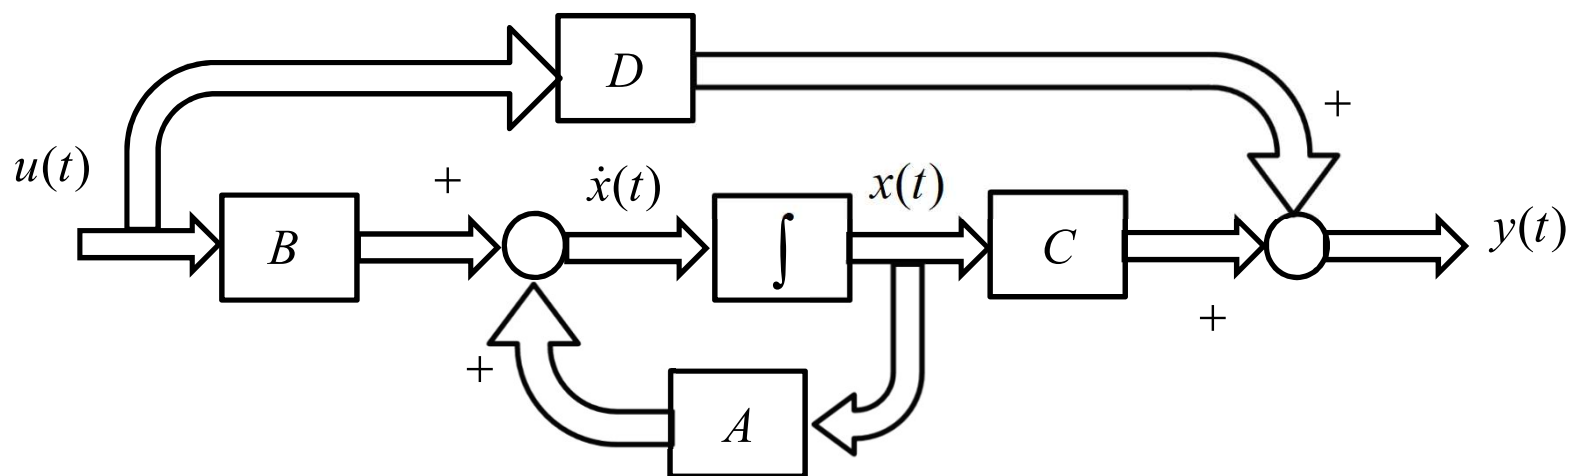 D
+
u(t)
+
ẋ(t)
x(t)
B
∫
C
y(t)
+
+
A